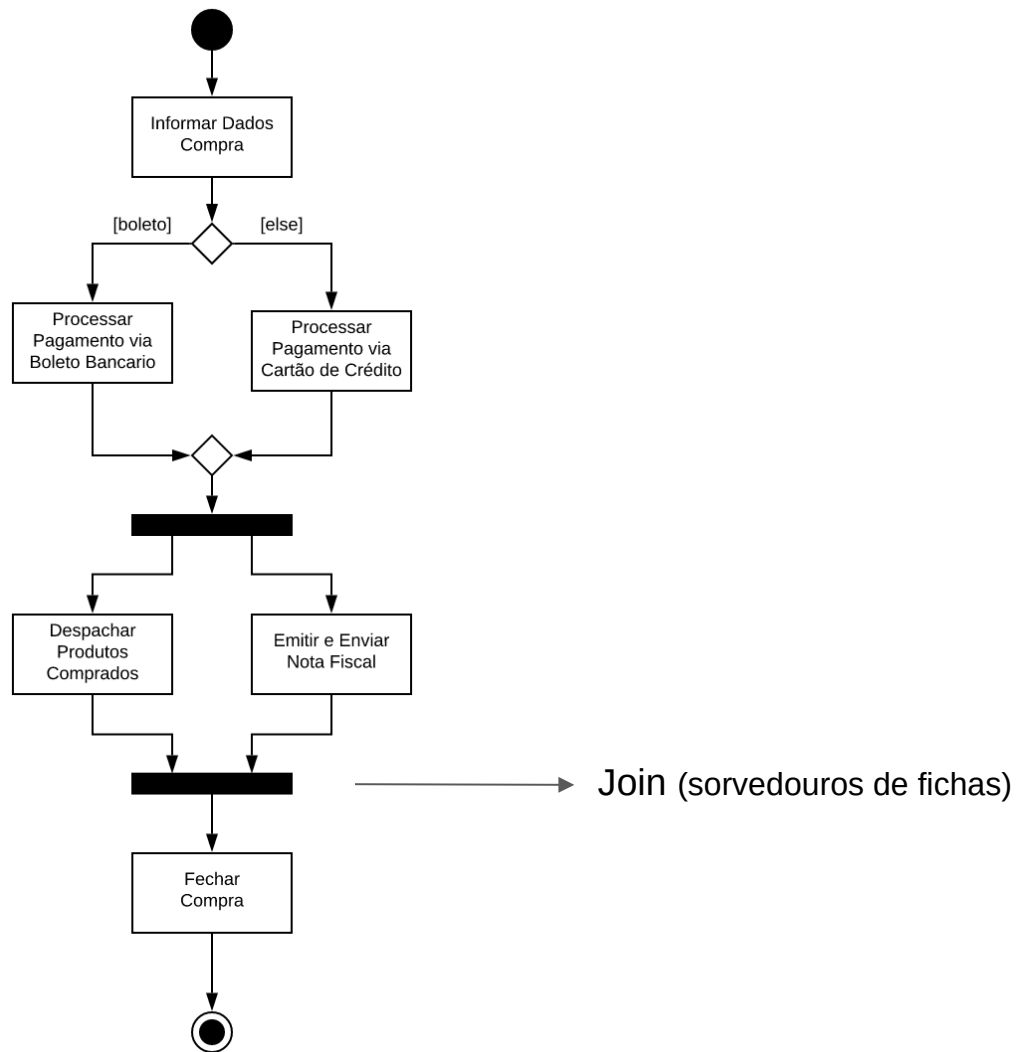 Informar Dados
Compra
[boleto]
[else]
Processar
Pagamento via
Boleto Bancario
Processar
Pagamento via
Cartão de Crédito
Despachar
Produtos
Comprados
Emitir e Enviar
Nota Fiscal
Join (sorvedouros de fichas)
Fechar
Compra